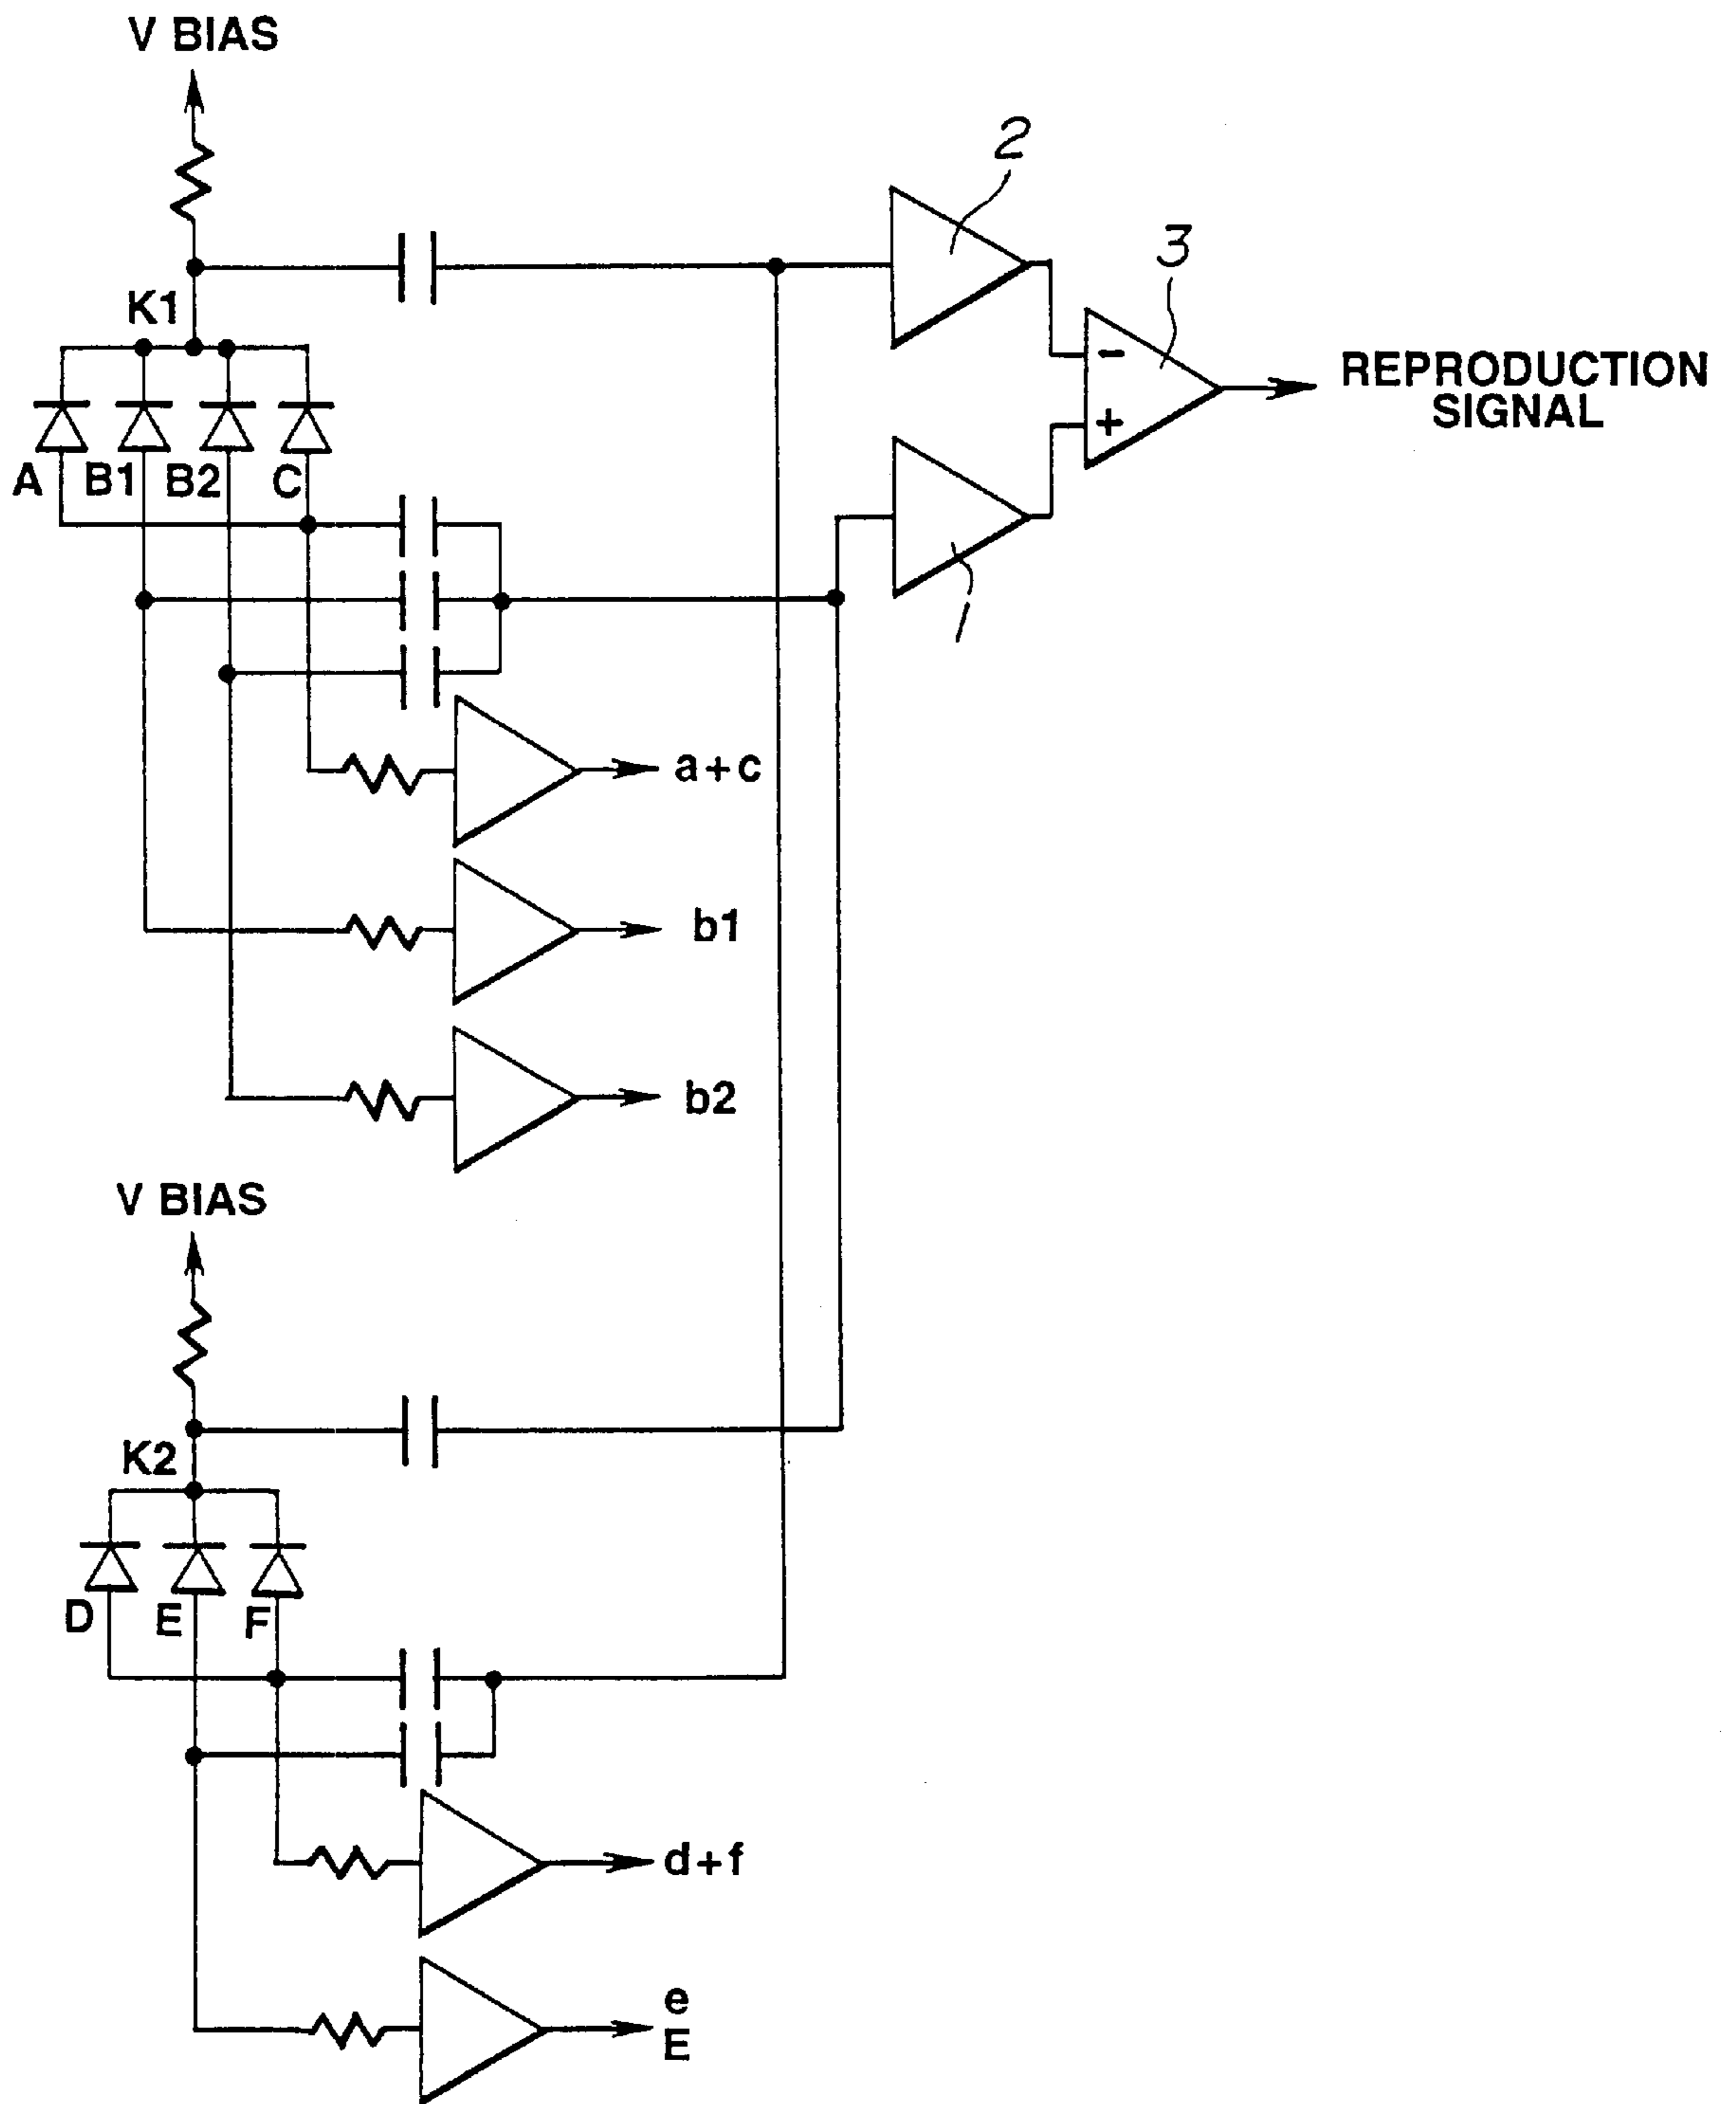 V BIAS
2
3
K1
-
REPRODUCTION
SIGNAL
+
A
B1
B2
C
1
a+c
b1
b2
V BIAS
K2
D
E
F
d+f
e
E